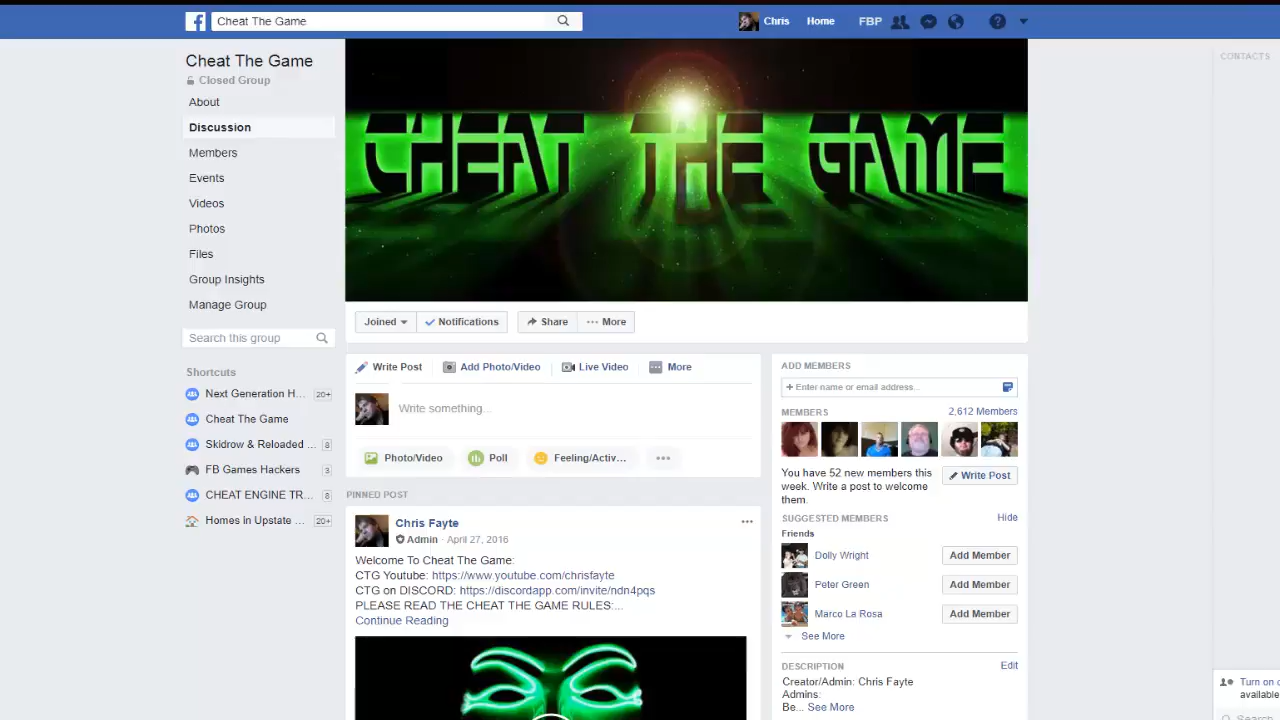 Cheat The Game
Chris
Home
FBP
Cheat The Game
Closed Group
About
Discussion
Members
Events
Videos
Photos
Files
Group Insights
Manage Group
Search this group
Shortcuts
Next Generation H... 20+
Cheat The Game
Skidrow & Reloaded ... 8
FB Games Hackers 3
CHEAT ENGINE TR... 8
Homes In Upstate ... 20+
CHEAT THE GAME
Joined
Notifications
Share
More
Write Post
Add Photo/Video
Live Video
More
Write something...
Photo/Video
Poll
Feeling/Activ...
PINNED POST
Chris Fayte
Admin · April 27, 2016
Welcome To Cheat The Game:
CTG Youtube: https://www.youtube.com/chrisfayte
CTG on DISCORD: https://discordapp.com/invite/ndn4pqs
PLEASE READ THE CHEAT THE GAME RULES:...
Continue Reading
ADD MEMBERS
+ Enter name or email address...
MEMBERS
2,612 Members
You have 52 new members this
week. Write a post to welcome
them.
Write Post
SUGGESTED MEMBERS
Hide
Friends
Dolly Wright
Add Member
Peter Green
Add Member
Marco La Rosa
Add Member
See More
DESCRIPTION
Edit
Creator/Admin: Chris Fayte
Admins:
Be... See More
CONTACTS
Turn on
available
Search